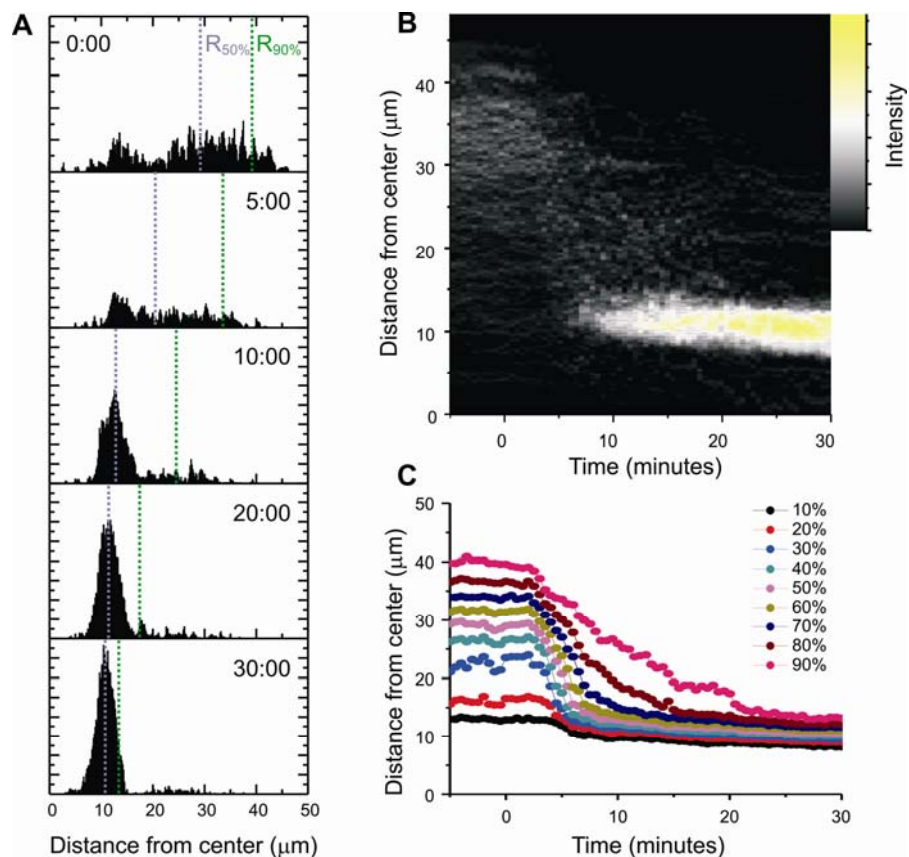 A
0:00
R50%
R90%
5:00
10:00
20:00
30:00
0 10 20 30 40 50
Distance from center (μm)
B
Distance from center (μm)
40
30
20
10
0
0 10 20 30
Time (minutes)
Intensity
C
Distance from center (μm)
50
40
30
20
10
0
0 10 20 30
Time (minutes)
10%
20%
30%
40%
50%
60%
70%
80%
90%